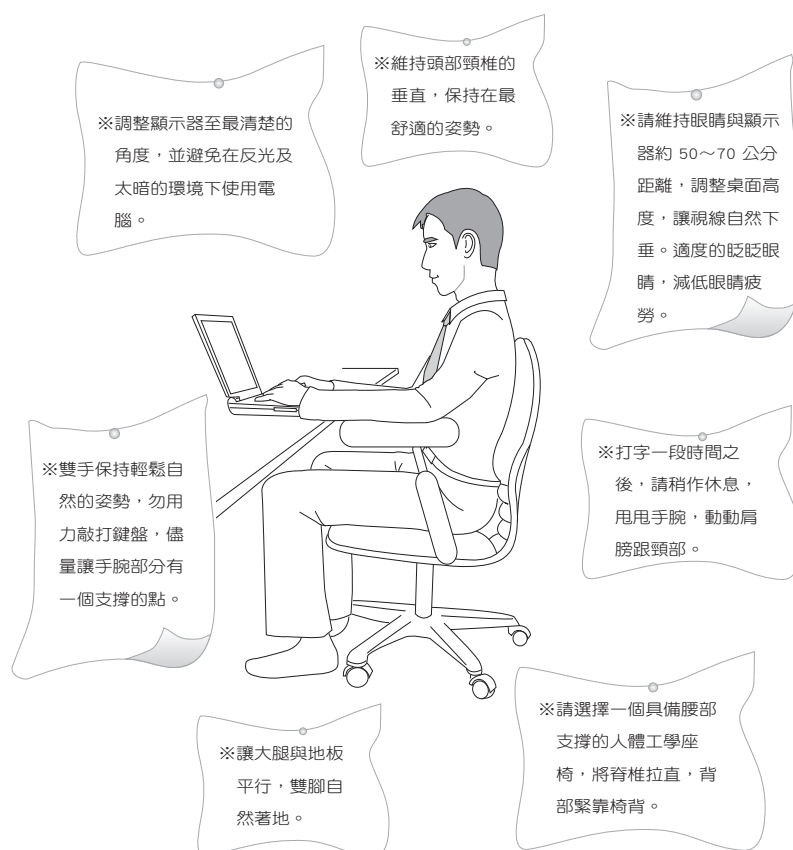 ※維持頭部頸椎的
垂直，保持在最
舒適的姿勢。
※調整顯示器至最清楚的
角度，並避免在反光及
太暗的環境下使用電
腦。
※請維持眼睛與顯示
器約 50～70 公分
距離，調整桌面高
度，讓視線自然下
垂。適度的眨眨眼
睛，減低眼睛疲
勞。
※雙手保持輕鬆自
然的姿勢，勿用
力敲打鍵盤，儘
量讓手腕部分有
一個支撐的點。
※打字一段時間之
後，請稍作休息，
甩甩手腕，動動肩
膀跟頸部。
※讓大腿與地板
平行，雙腳自
然著地。
※請選擇一個具備腰部
支撐的人體工學座
椅，將脊椎拉直，背
部緊靠椅背。